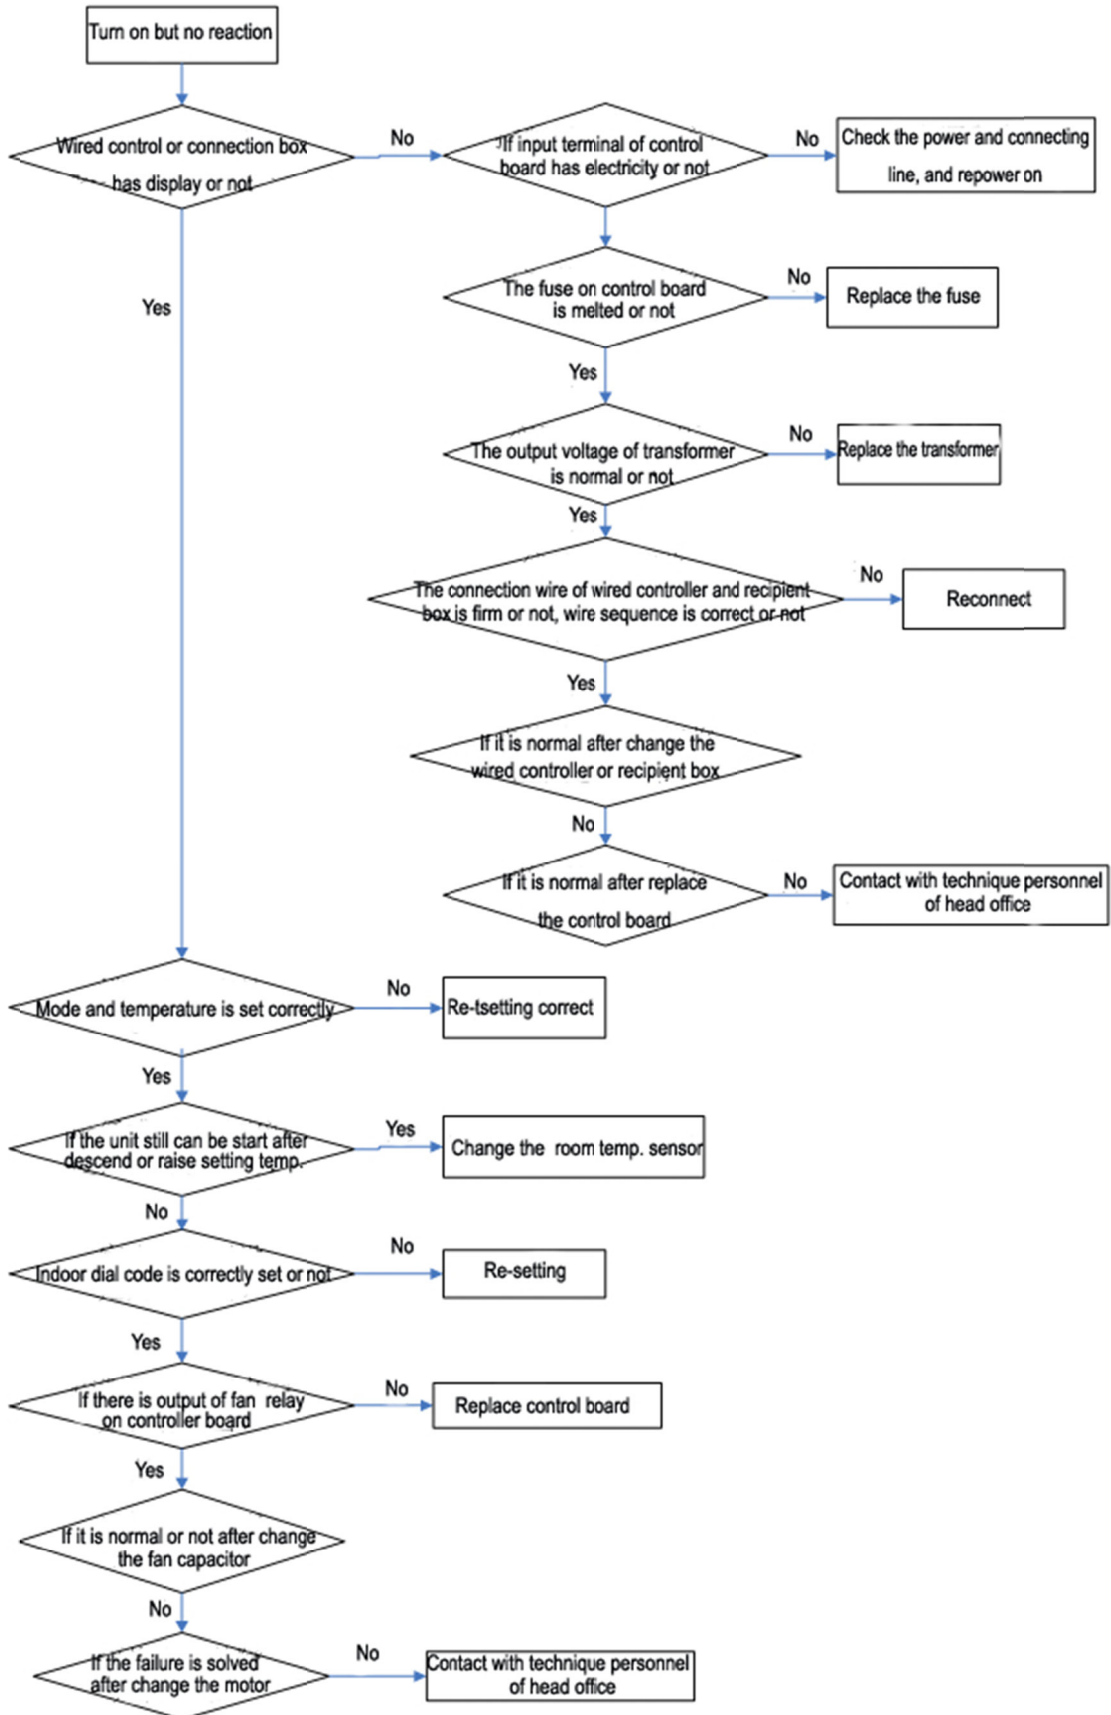 Turn on but no reaction
Wired control or connection box
has display or not
No
If input terminal of control
board has electricity or not
No
Check the power and connecting
line, and repower on
Yes
The fuse on control board
is melted or not
No
Replace the fuse
Yes
The output voltage of transformer
is normal or not
No
Replace the transformer
Yes
The connection wire of wired controller and recipient
box is firm or not, wire sequence is correct or not
No
Reconnect
Yes
If it is normal after change the
wired controller or recipient box
No
If it is normal after replace
the control board
No
Contact with technique personnel
of head office
Mode and temperature is set correctly
No
Re-tsetting correct
Yes
If the unit still can be start after
descend or raise setting temp.
Yes
Change the room temp. sensor
No
Indoor dial code is correctly set or not
No
Re-setting
Yes
If there is output of fan relay
on controller board
No
Replace control board
Yes
If it is normal or not after change
the fan capacitor
No
If the failure is solved
after change the motor
No
Contact with technique personnel
of head office